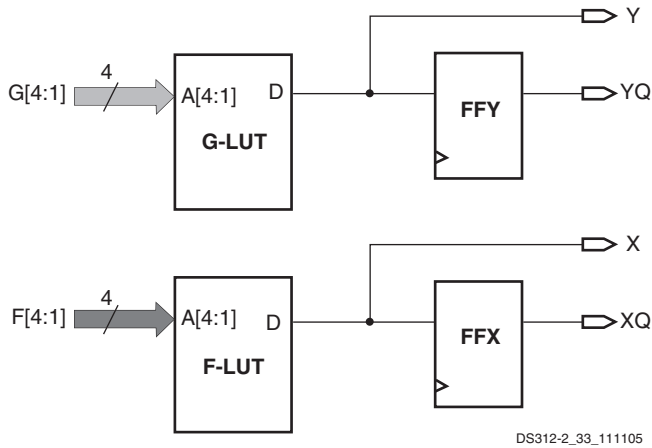 Y
4
G[4:1]
A[4:1]
D
YQ
FFY
G-LUT
X
4
F[4:1]
A[4:1]
D
XQ
FFX
F-LUT
DS312-2_33_111105